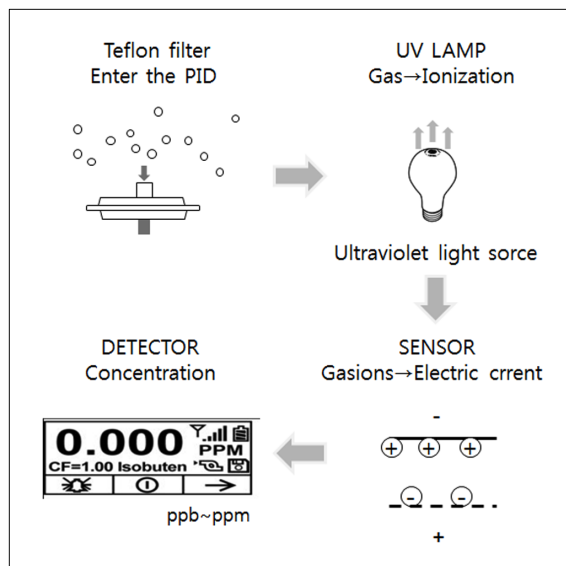 Teflon filter
Enter the PID
UV LAMP
Gas→Ionization
Ultraviolet light sorce
SENSOR
Gasions→Electric crrent
-
+ + +
- -
+
DETECTOR
Concentration
0.000 PPM
CF=1.00 Isobuten
ppb~ppm